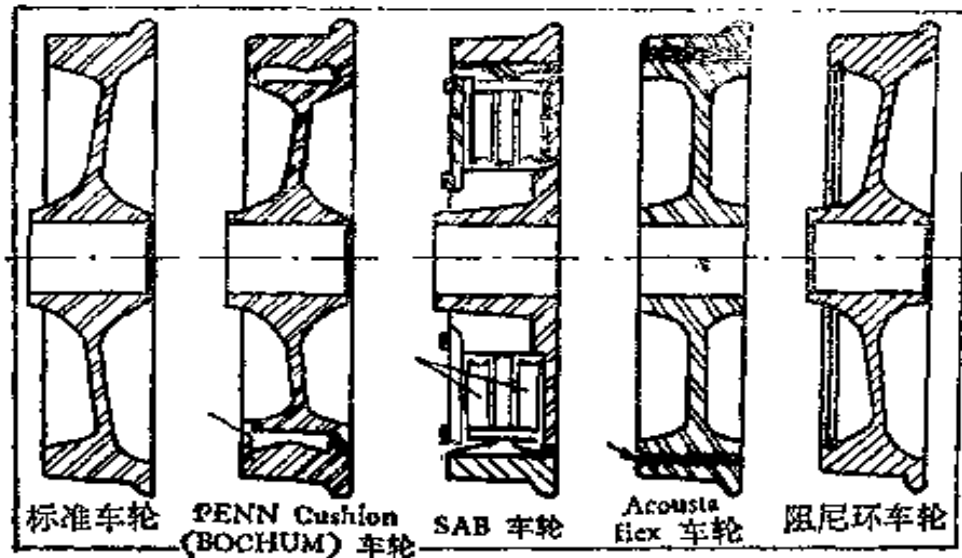 标准车轮
PENN Cushion
(BOCHUM) 车轮
SAB 车轮
Acousta
flex 车轮
阻尼环车轮